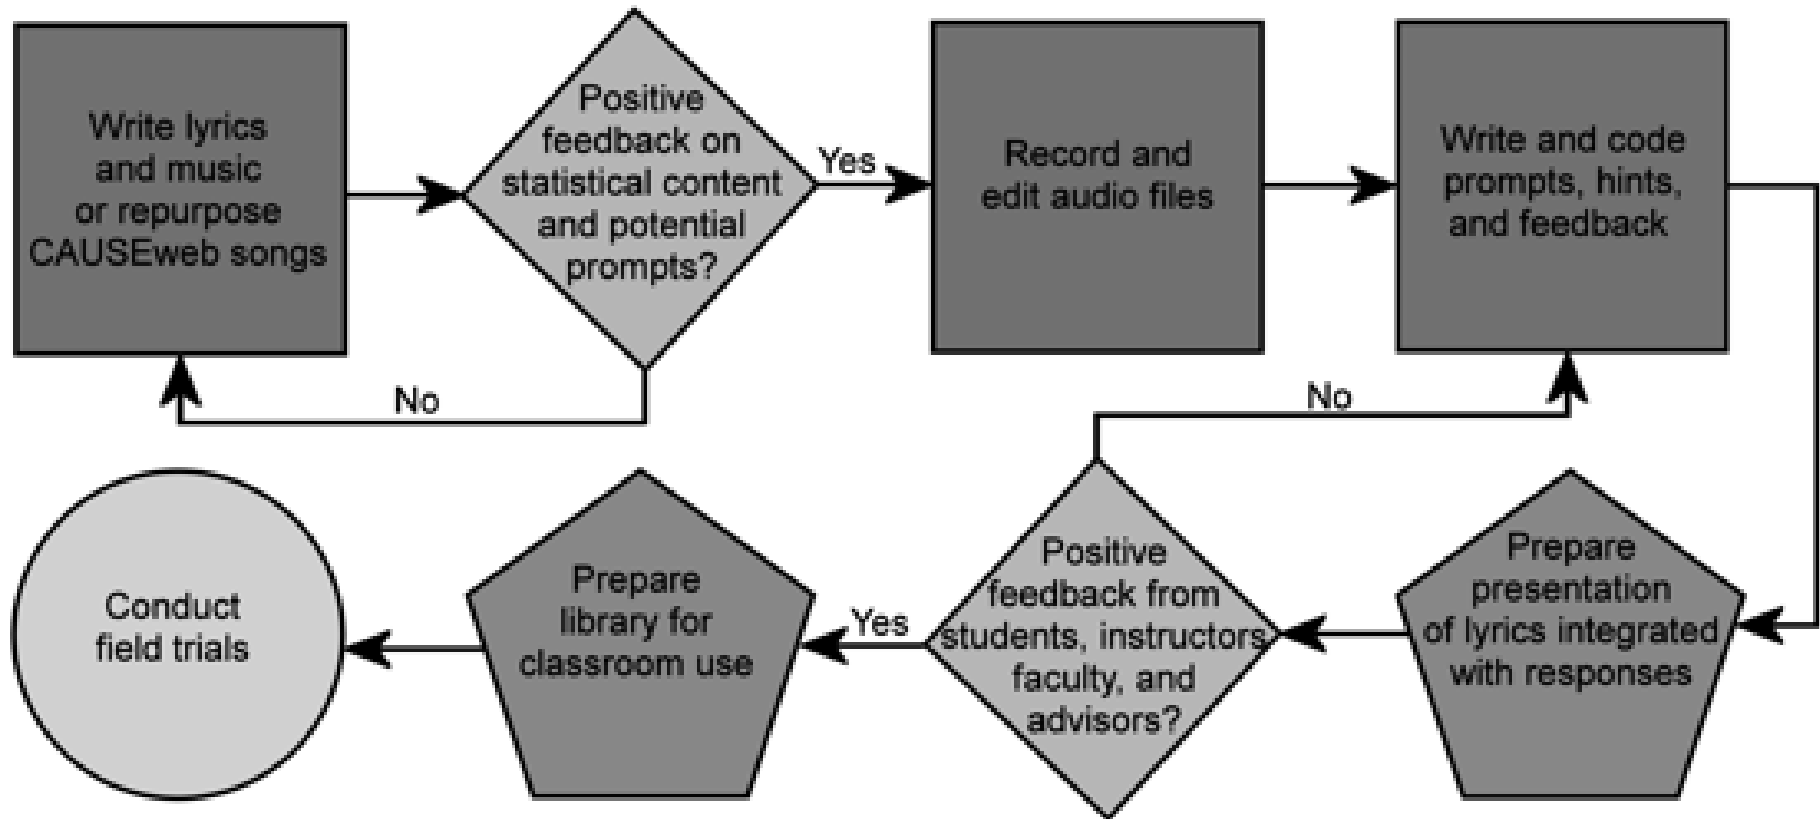 Write lyrics
and music
or repurpose
CAUSEweb songs
Positive
feedback on
statistical content
and potential
prompts?
Yes
No
Record and
edit audio files
Write and code
prompts, hints,
and feedback
No
Prepare
presentation
of lyrics integrated
with responses
Positive
feedback from
students, instructors
faculty, and
advisors?
Yes
Prepare
library for
classroom use
Conduct
field trials